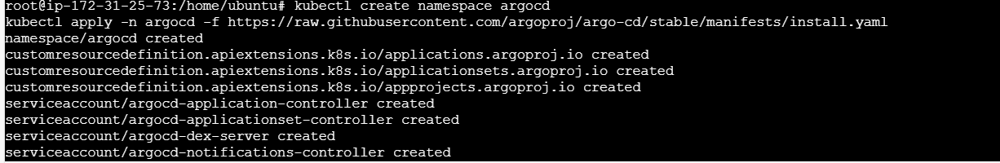 root@ip-172-31-25-73:/home/ubuntu# kubectl create namespace argocd
kubectl apply -n argocd -f https://raw.githubusercontent.com/argoproj/argo-cd/stable/manifests/install.yaml
namespace/argocd created
customresourcedefinition.apiextensions.k8s.io/applications.argoproj.io created
customresourcedefinition.apiextensions.k8s.io/applicationsets.argoproj.io created
customresourcedefinition.apiextensions.k8s.io/appprojects.argoproj.io created
serviceaccount/argocd-application-controller created
serviceaccount/argocd-applicationset-controller created
serviceaccount/argocd-dex-server created
serviceaccount/argocd-notifications-controller created